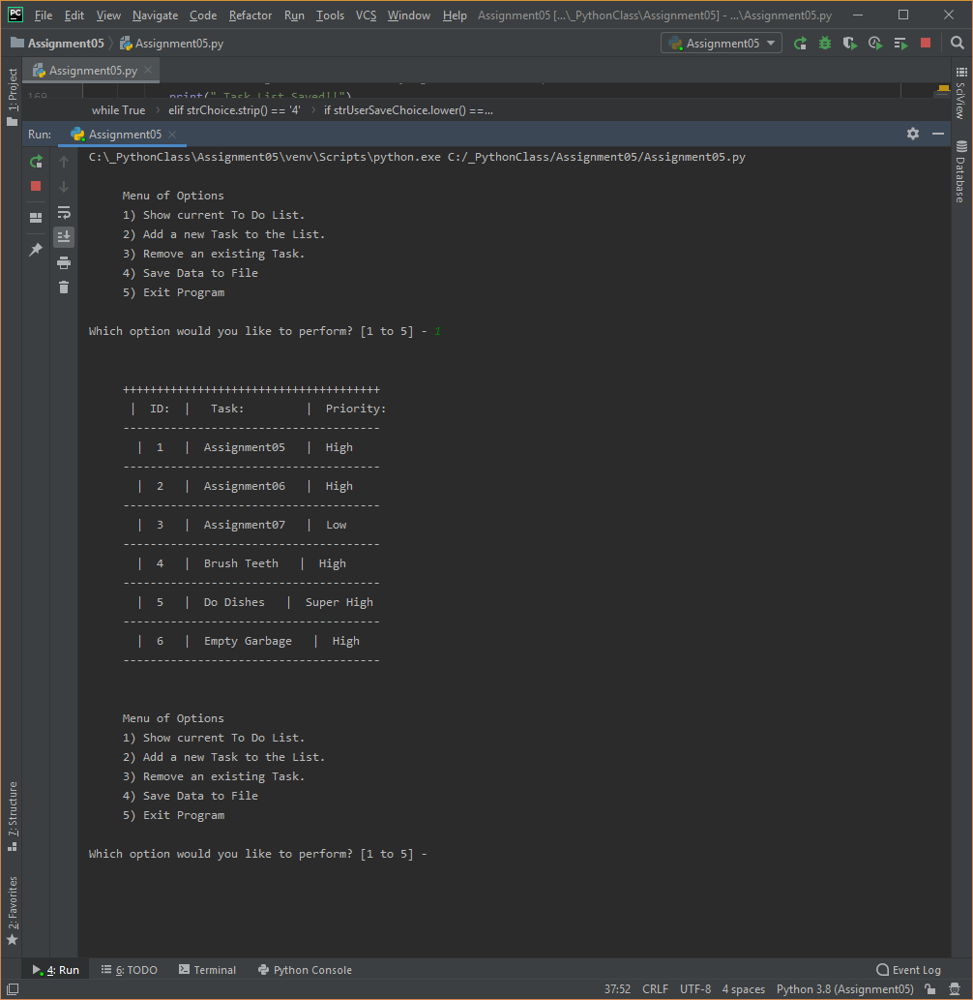 PC File Edit View Navigate Code Refactor Run Tools VCS Window Help Assignment05 [...\_PythonClass\Assignment05] - ...\Assignment05.py
Assignment05 Assignment05.py Assignment05
1: Project
Assignment05.py
SciView
169 print(" Task List Saved!!")
while True elif strChoice.strip() == '4' if strUserSaveChoice.lower() ==...
Run: Assignment05
Database
C:\_PythonClass\Assignment05\venv\Scripts\python.exe C:/_PythonClass/Assignment05/Assignment05.py
Menu of Options
1) Show current To Do List.
2) Add a new Task to the List.
3) Remove an existing Task.
4) Save Data to File
5) Exit Program
Which option would you like to perform? [1 to 5] - 1
++++++++++++++++++++++++++++++++++++++
| ID: | Task: | Priority:
--------------------------------------
| 1 | Assignment05 | High
--------------------------------------
| 2 | Assignment06 | High
--------------------------------------
| 3 | Assignment07 | Low
--------------------------------------
| 4 | Brush Teeth | High
--------------------------------------
| 5 | Do Dishes | Super High
--------------------------------------
| 6 | Empty Garbage | High
--------------------------------------
Menu of Options
1) Show current To Do List.
2) Add a new Task to the List.
3) Remove an existing Task.
4) Save Data to File
5) Exit Program
Which option would you like to perform? [1 to 5] -
7: Structure
2: Favorites
4: Run 6: TODO Terminal Python Console Event Log
37:52 CRLF UTF-8 4 spaces Python 3.8 (Assignment05)